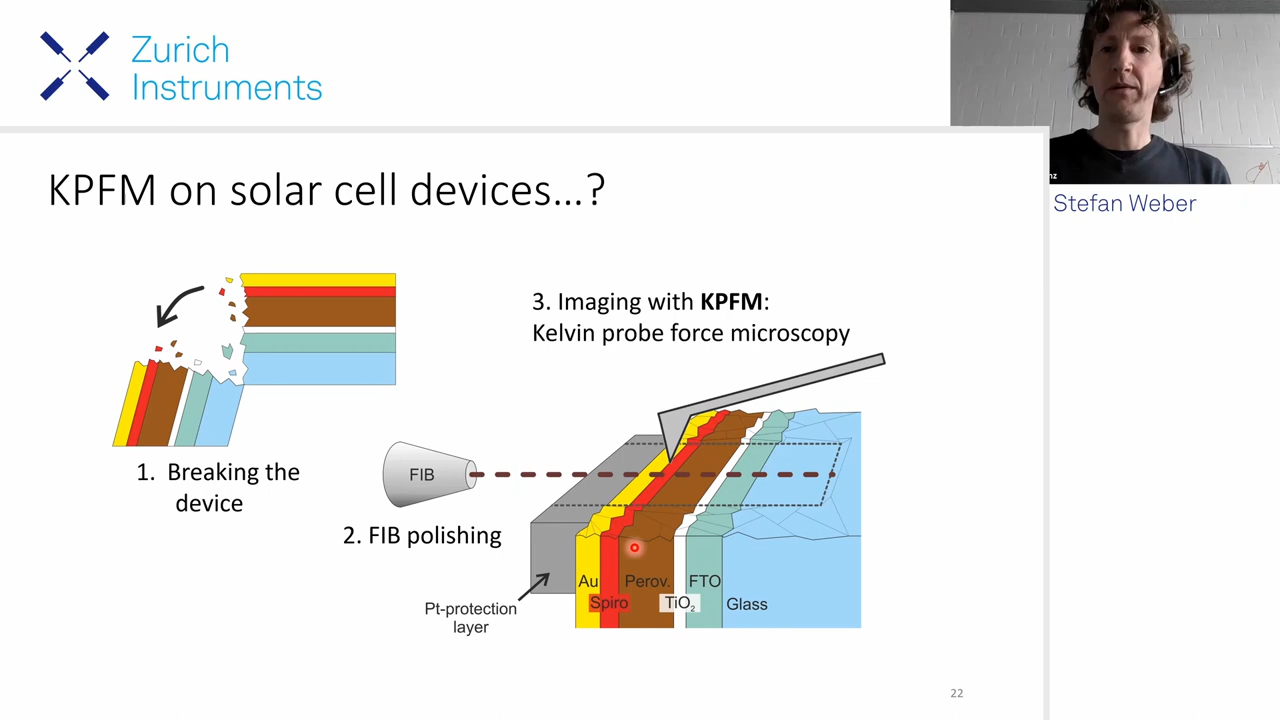 Zurich
Instruments
KPFM on solar cell devices...?
nz
Stefan Weber
3. Imaging with KPFM:
Kelvin probe force microscopy
1. Breaking the
device
FIB
2. FIB polishing
Pt-protection
layer
Au
Perov.
FTO
Spiro
TiO₂
Glass
22